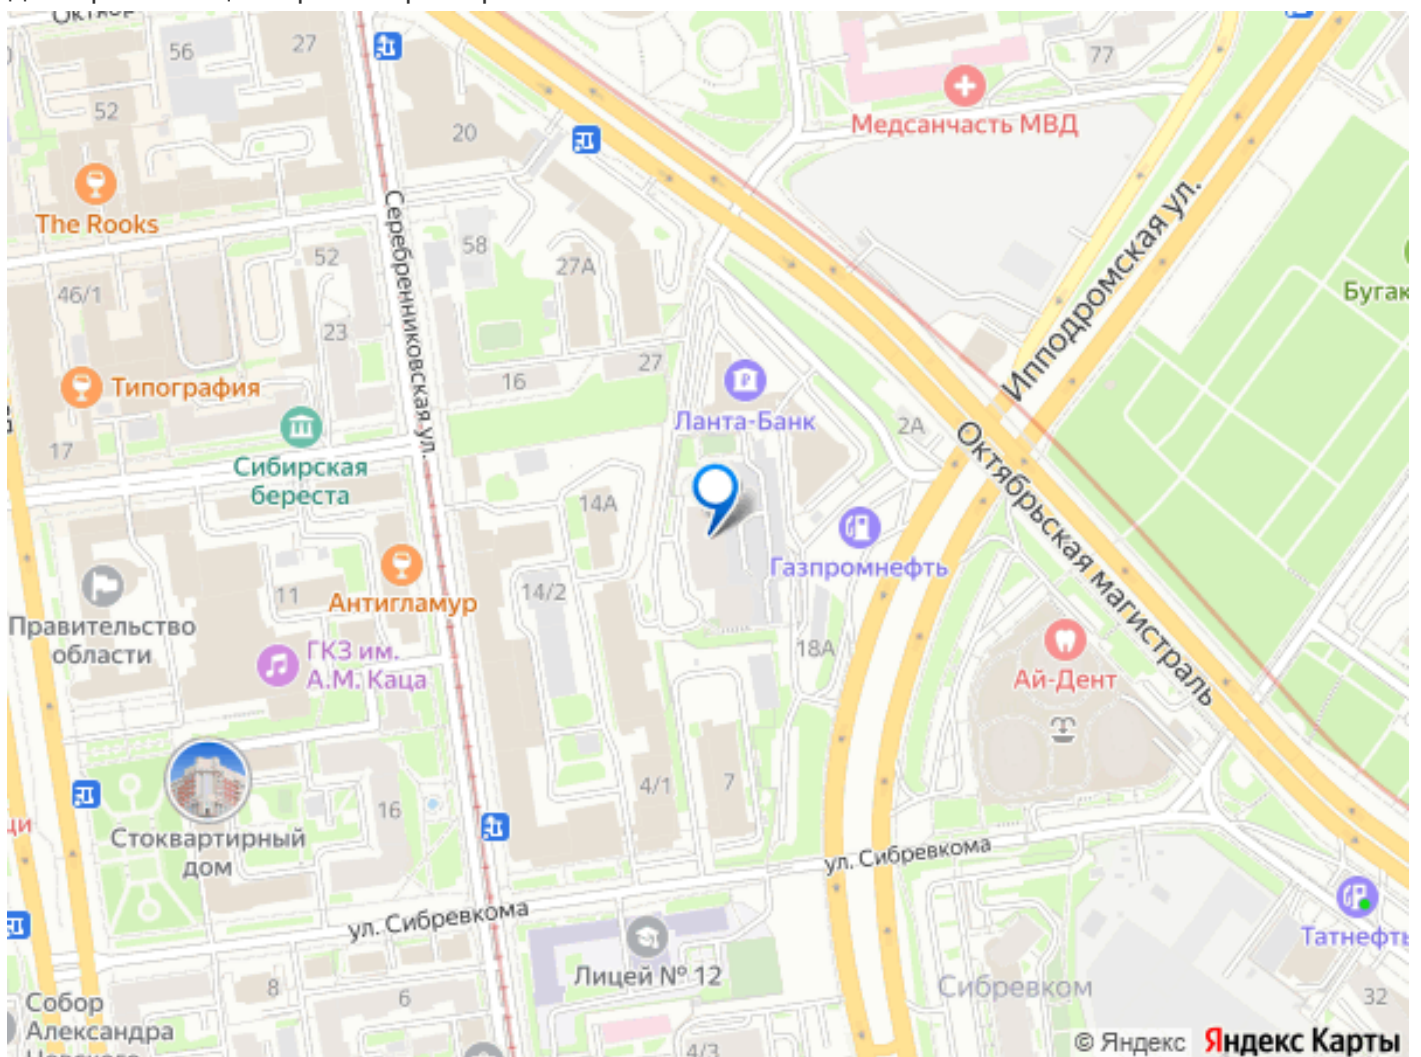 56
27
77
52
20
Медсанчасть МВД
The Rooks
Серебренниковская ул.
58
52
27А
Ипподромская ул.
46/1
23
Бугак
27
16
Типография
Ланта-Банк
2А
17
Сибирская
береста
Октябрьская магистраль
14А
Газпромнефть
14/2
11
Антигламур
Правительство
области
ГКЗ им.
А.М. Каца
18А
Ай-Дент
4/1
7
16
Стоквартирный
дом
ул. Сибревкома
ул. Сибревкома
Татнефть
Лицей № 12
Сибревком
8
6
32
Собор
Александра
4/3
© Яндекс Яндекс Карты